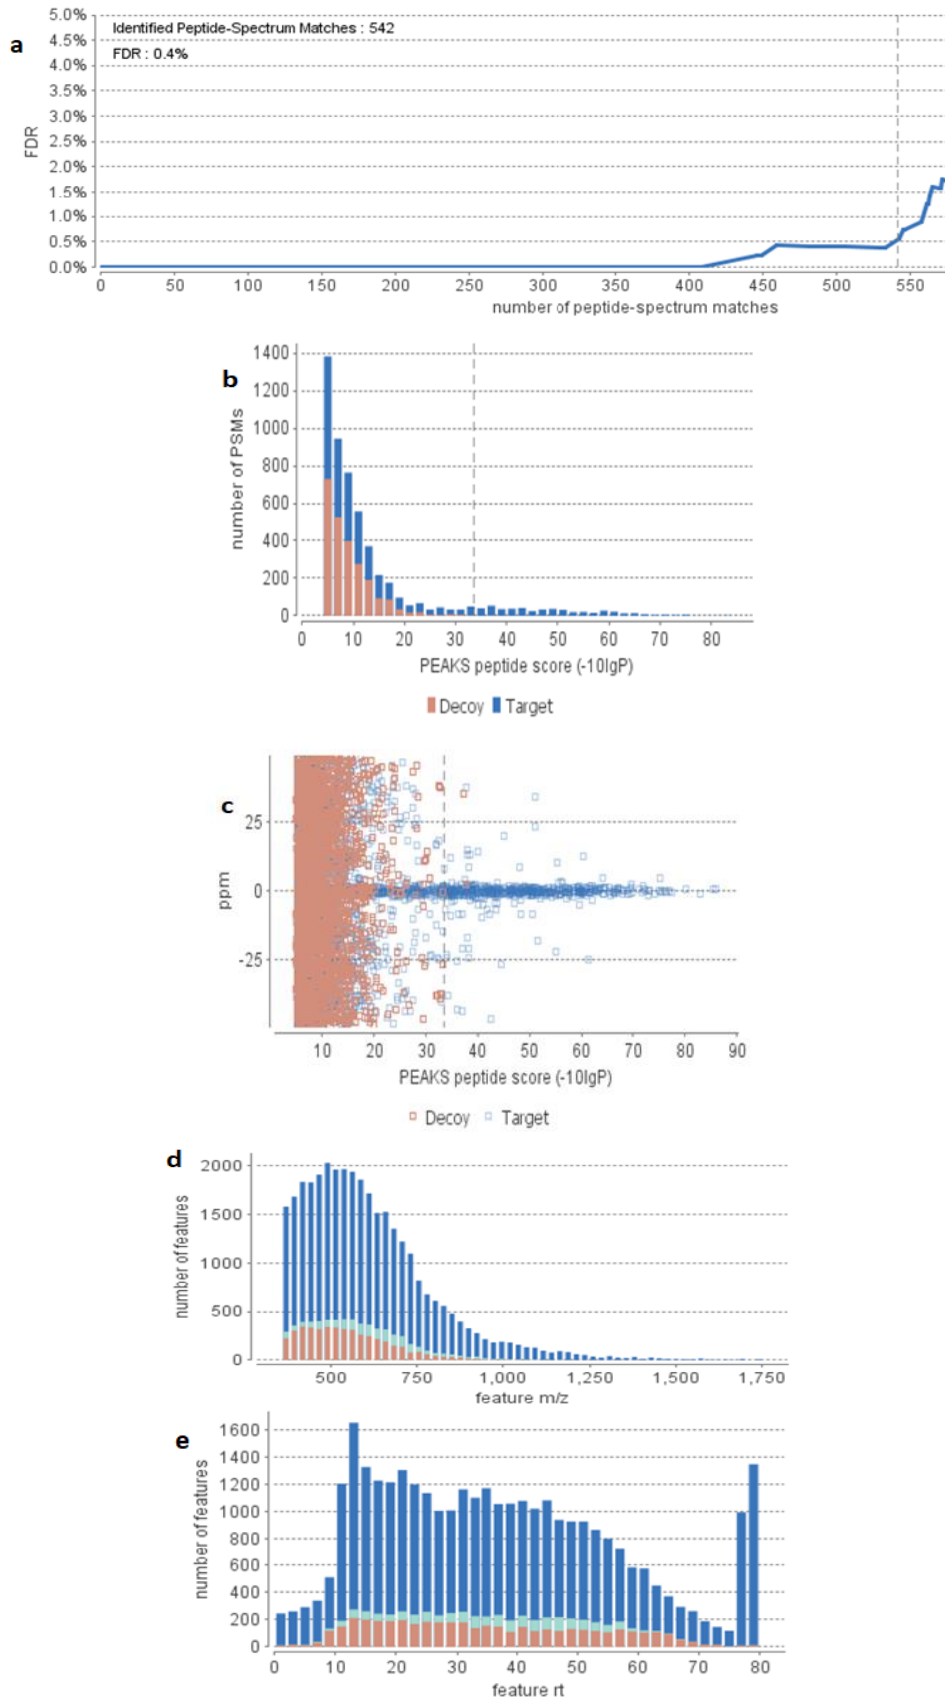 a
5.0%
4.5%
4.0%
3.5%
3.0%
2.5%
2.0%
1.5%
1.0%
0.5%
0.0%
FDR
Identified Peptide-Spectrum Matches : 542
FDR : 0.4%
0 50 100 150 200 250 300 350 400 450 500 550
number of peptide-spectrum matches
b
1400
1200
1000
800
600
400
200
0
number of PSMs
0 10 20 30 40 50 60 70 80
PEAKS peptide score (-10lgP)
Decoy Target
c
25
0
-25
ppm
10 20 30 40 50 60 70 80 90
PEAKS peptide score (-10lgP)
Decoy Target
d
2000
1500
1000
500
0
number of features
500 750 1,000 1,250 1,500 1,750
feature m/z
e
1600
1400
1200
1000
800
600
400
200
0
number of features
0 10 20 30 40 50 60 70 80
feature rt